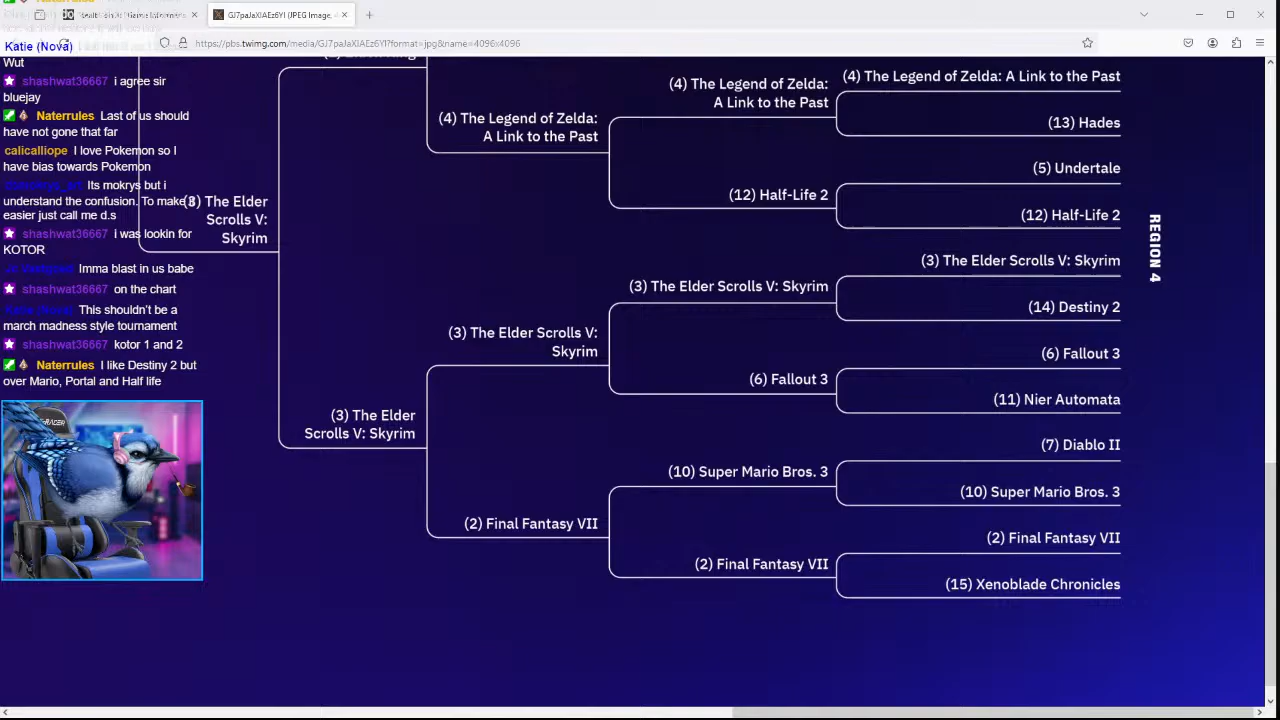 GJ7paJaXIAEz6YI (JPEG Image,
https://pbs.twimg.com/media/GJ7paJaXIAEz6YI?format=jpg&name=4096x4096
Katie (Nova)
Wut
shashwat36667 i agree sir
bluejay
Naterrules Last of us should
have not gone that far
calicalliope I love Pokemon so I
have bias towards Pokemon
Its mokrys but i
understand the confusion. To make it
easier just call me d.s
shashwat36667 i was lookin for
KOTOR
Imma blast in us babe
shashwat36667 on the chart
This shouldn't be a
march madness style tournament
shashwat36667 kotor 1 and 2
Naterrules I like Destiny 2 but
over Mario, Portal and Half life
(3) The Elder
Scrolls V:
Skyrim
(3) The Elder
Scrolls V: Skyrim
(4) The Legend of Zelda:
A Link to the Past
(3) The Elder Scrolls V:
Skyrim
(2) Final Fantasy VII
(4) The Legend of Zelda:
A Link to the Past
(12) Half-Life 2
(3) The Elder Scrolls V: Skyrim
(6) Fallout 3
(10) Super Mario Bros. 3
(2) Final Fantasy VII
(4) The Legend of Zelda: A Link to the Past
(13) Hades
(5) Undertale
(12) Half-Life 2
(3) The Elder Scrolls V: Skyrim
(14) Destiny 2
(6) Fallout 3
(11) Nier Automata
(7) Diablo II
(10) Super Mario Bros. 3
(2) Final Fantasy VII
(15) Xenoblade Chronicles
REGION 4